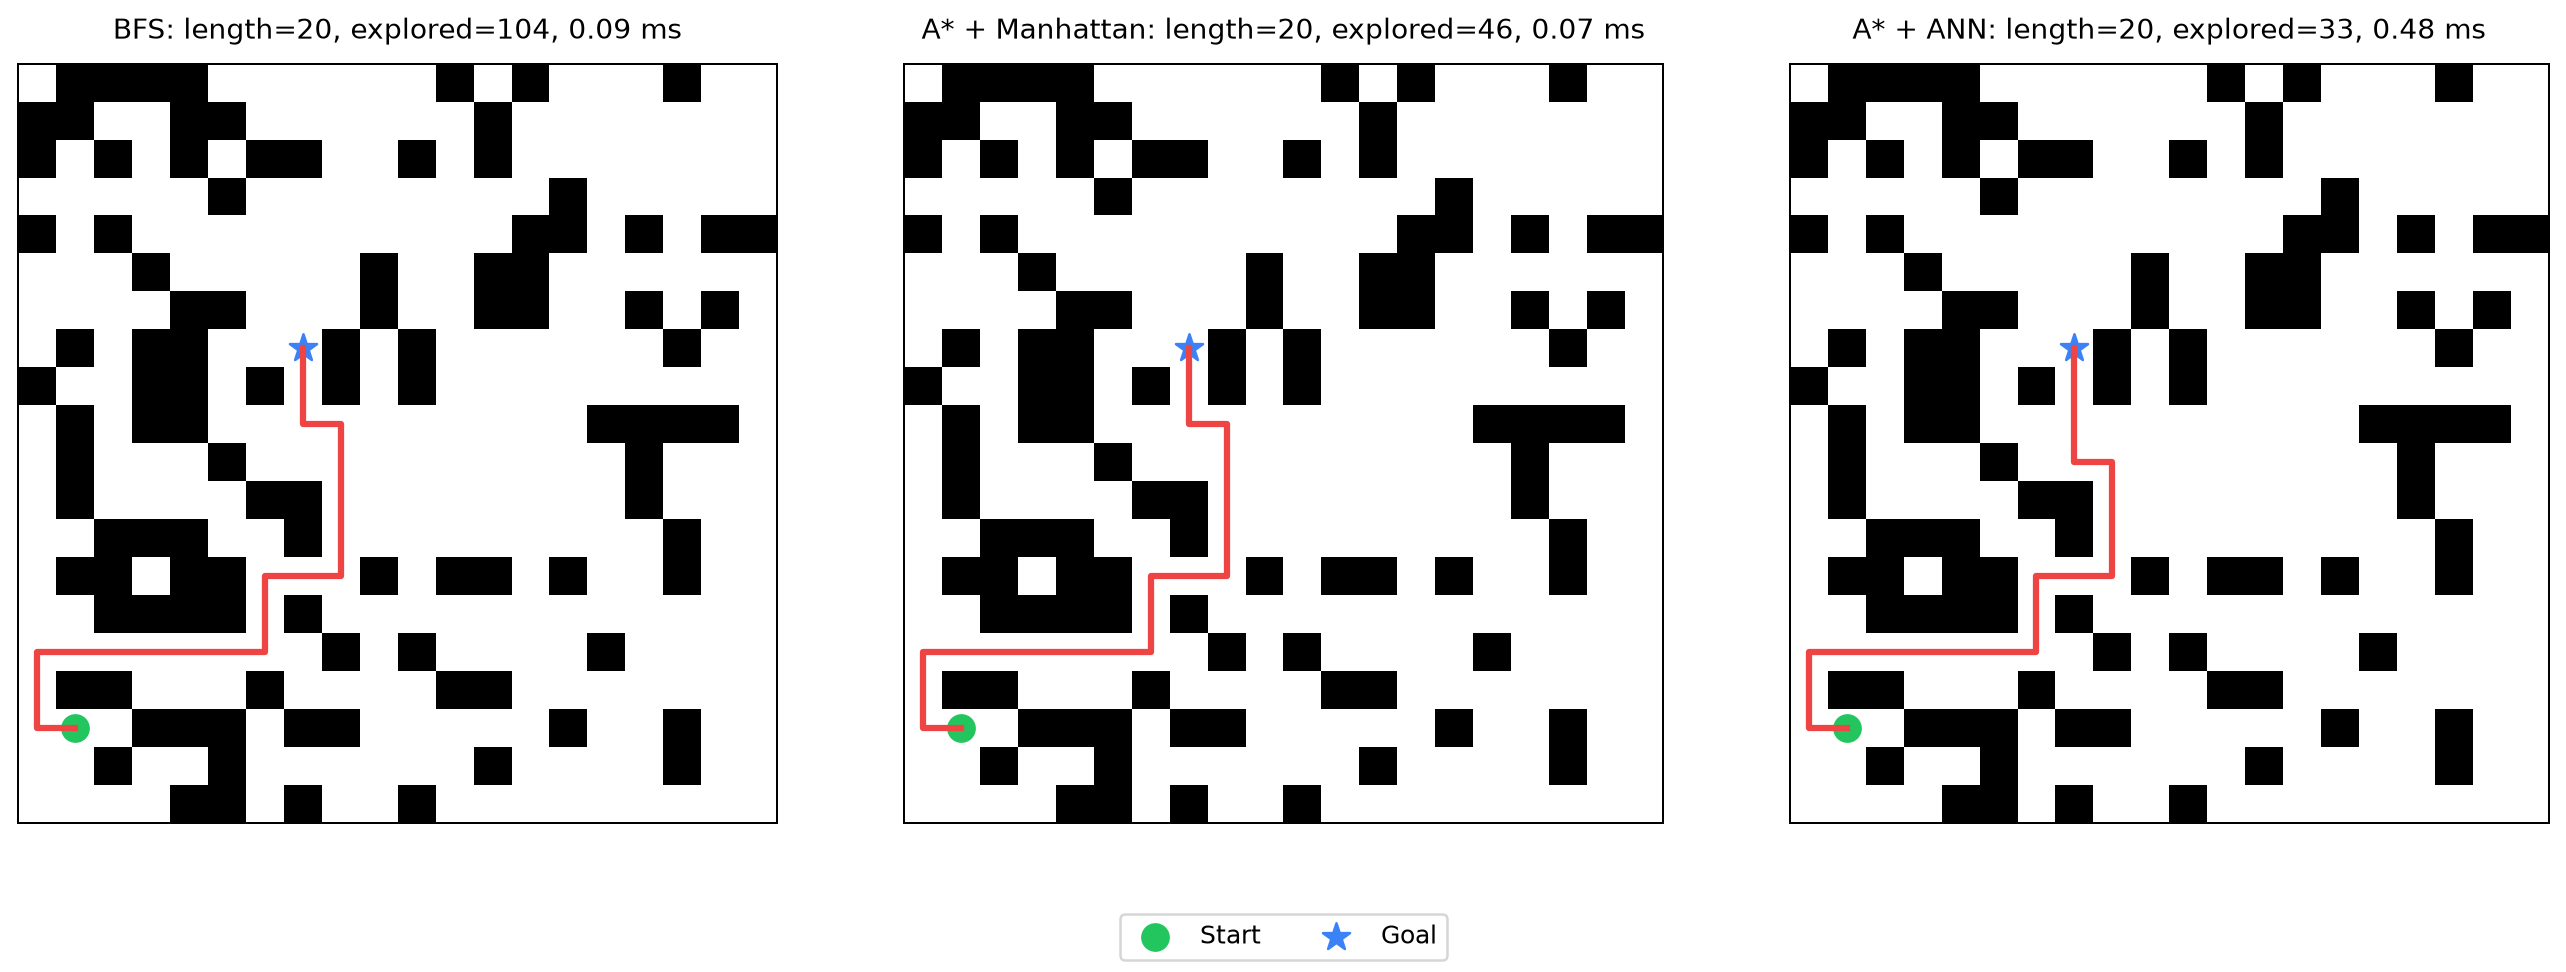 BFS: length=20, explored=104, 0.09 ms
A* + Manhattan: length=20, explored=46, 0.07 ms
A* + ANN: length=20, explored=33, 0.48 ms
Start
Goal